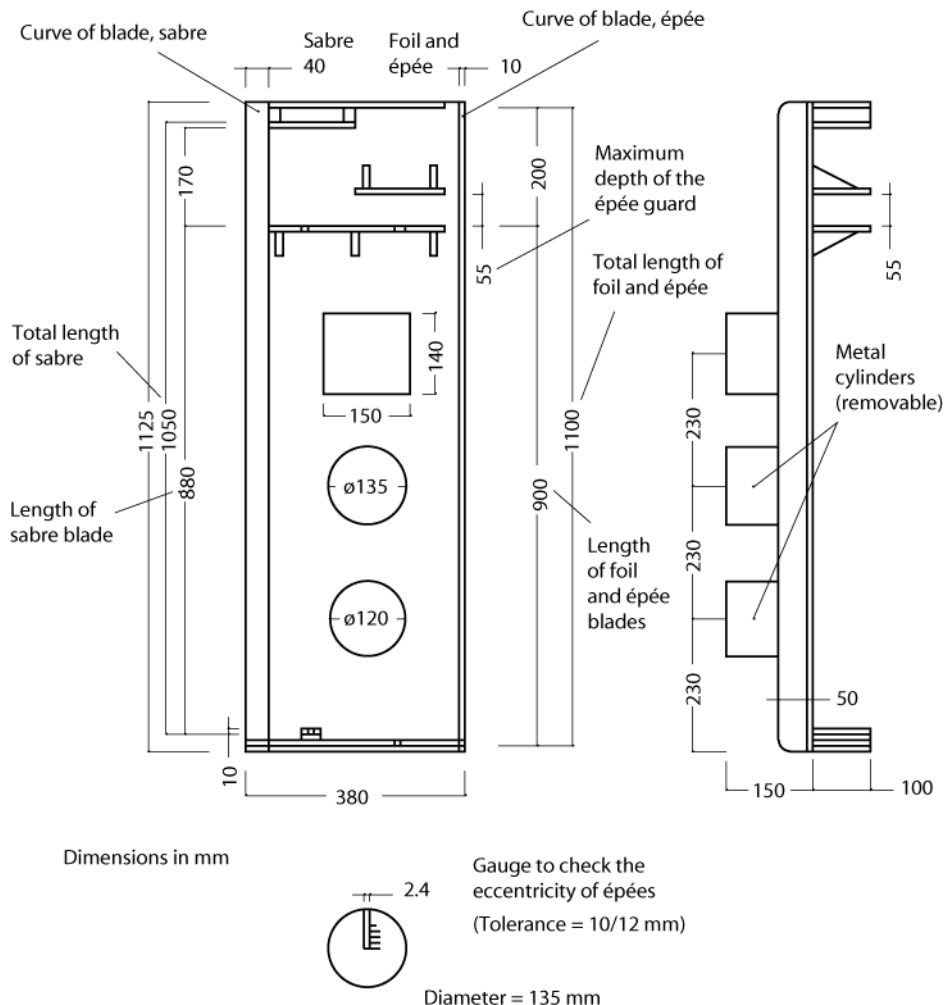 Curve of blade, sabre
Sabre
40
Foil and
épée
Curve of blade, épée
10
170
200
Maximum
depth of the
épée guard
55
55
Total length of
foil and épée
Total length
of sabre
1125
1050
880
140
150
1100
900
Metal
cylinders
(removable)
230
230
230
Length of
sabre blade
ø135
Length
of foil
and épée
blades
ø120
50
10
380
150
100
Dimensions in mm
2.4
Gauge to check the
eccentricity of épées
(Tolerance = 10/12 mm)
Diameter = 135 mm